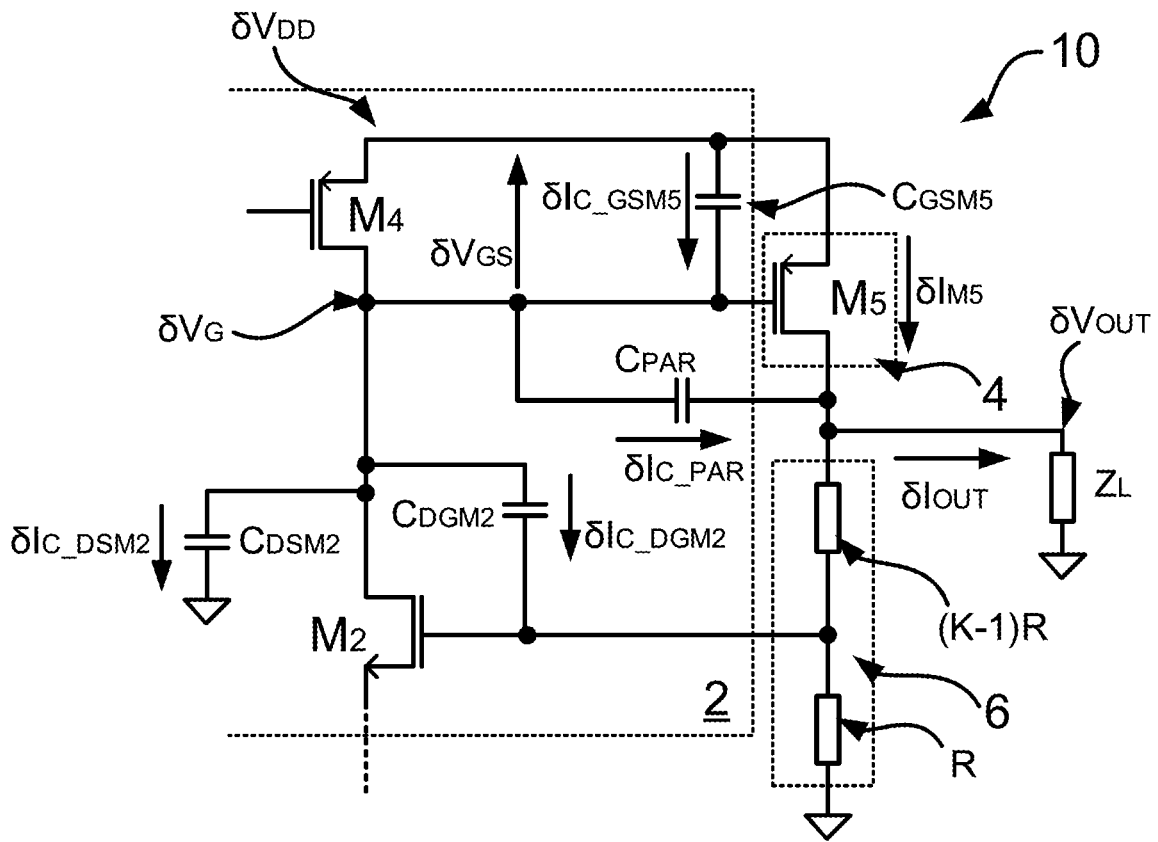 δVDD
10
M4
δIC_GSM5
CGSM5
δVGS
M5
δIM5
δVG
δVOUT
CPAR
4
δIC_PAR
δIOUT
ZL
CDGM2
δIC_DSM2
CDSM2
δIC_DGM2
M2
(K-1)R
2
6
R